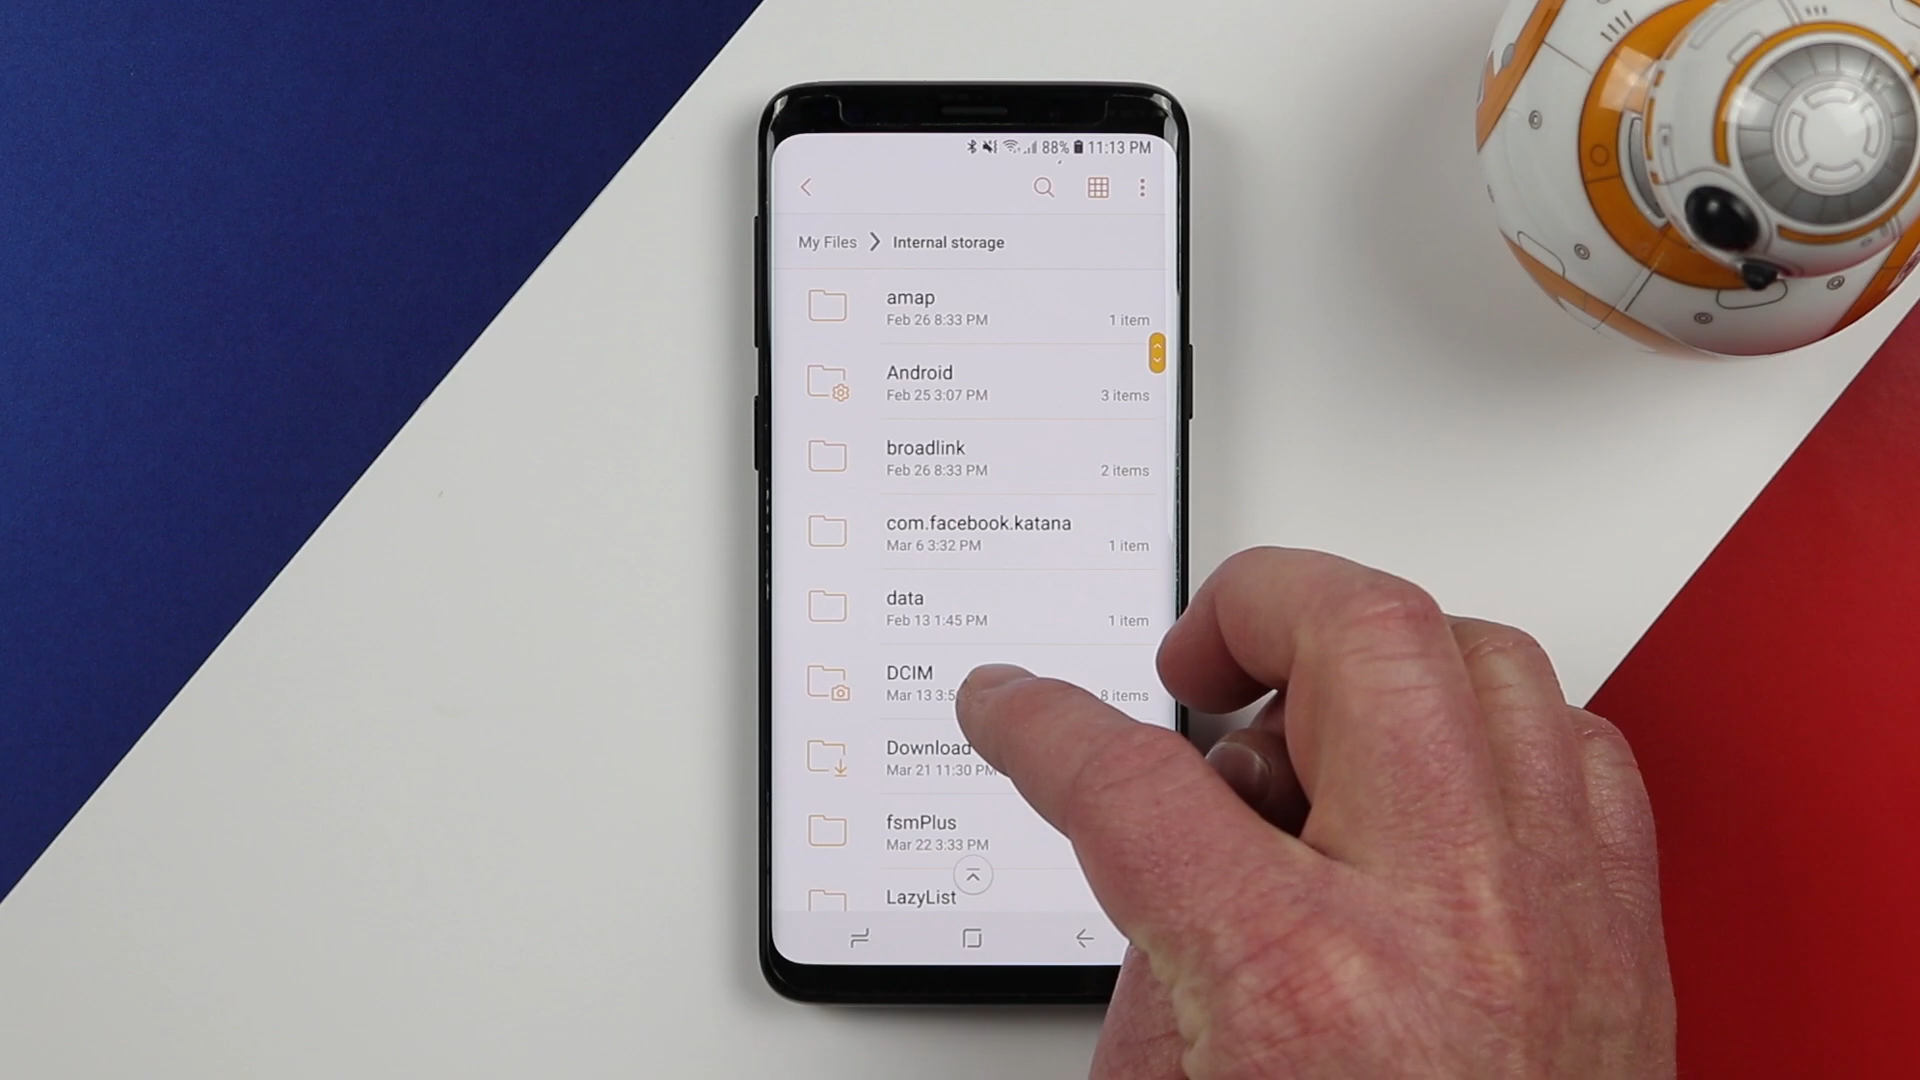 88% 11:13 PM
My Files Internal storage
amap
Feb 26 8:33 PM 1 item
Android
Feb 25 3:07 PM 3 items
broadlink
Feb 26 8:33 PM 2 items
com.facebook.katana
Mar 6 3:32 PM 1 item
data
Feb 13 1:45 PM 1 item
DCIM
Mar 13 8 items
Download
Mar 21 11:30 PM
fsmPlus
Mar 22 3:33 PM
LazyList